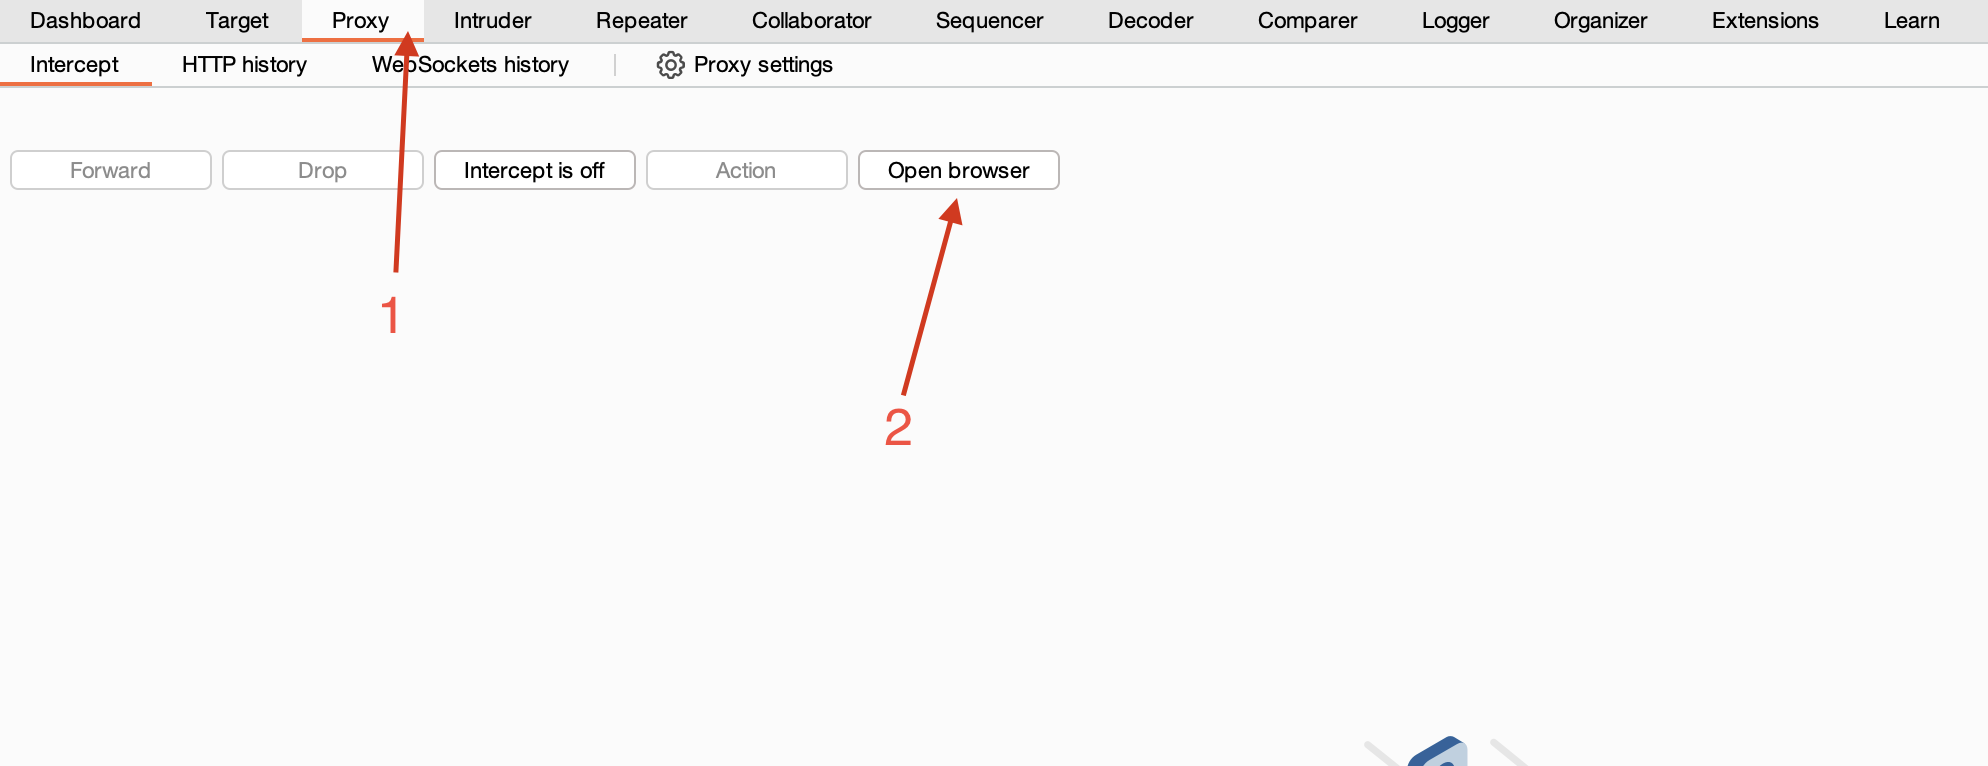 Dashboard Target Proxy Intruder Repeater Collaborator Sequencer Decoder Comparer Logger Organizer Extensions Learn
Intercept HTTP history WebSockets history Proxy settings
Forward Drop Intercept is off Action Open browser
1
2